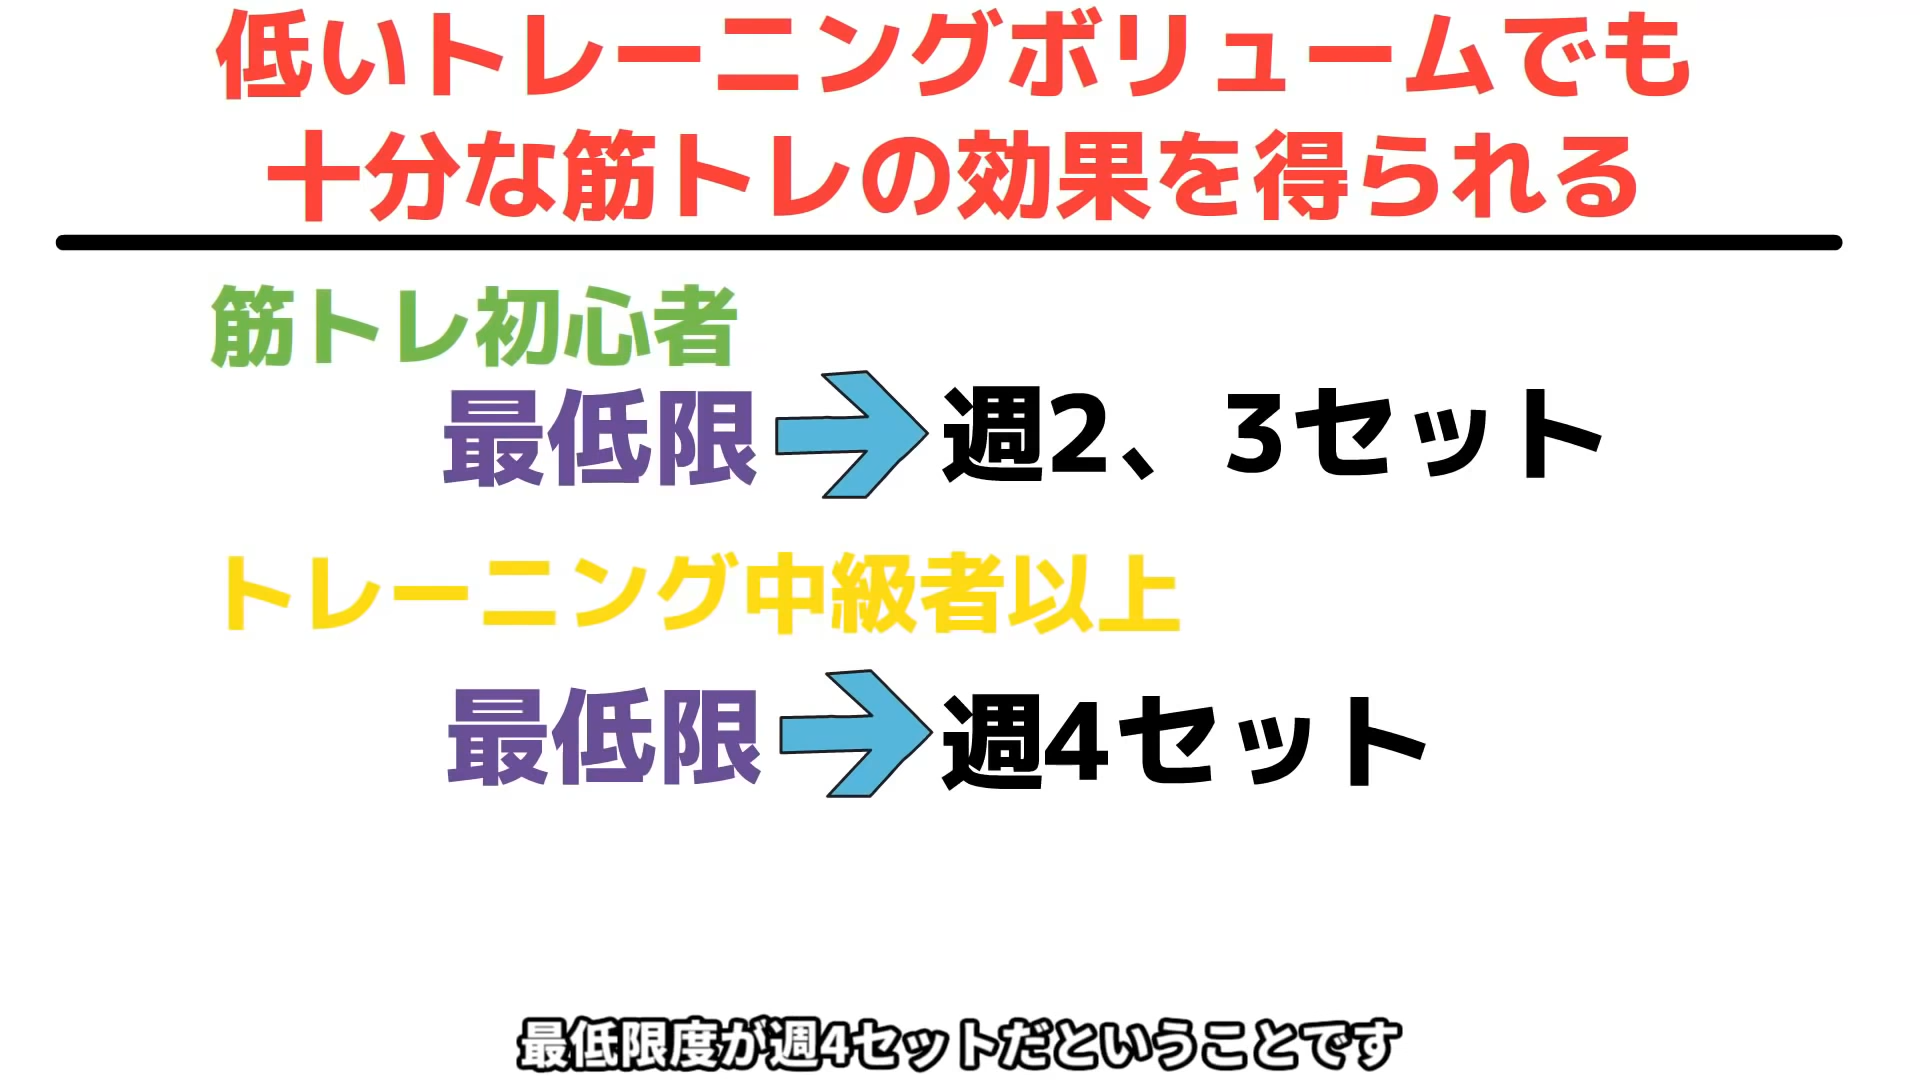 低いトレーニングボリュームでも
十分な筋トレの効果を得られる
筋トレ初心者
最低限
週2、3セット
トレーニング中級者以上
最低限
週4セット
最低限度が週4セットだということです